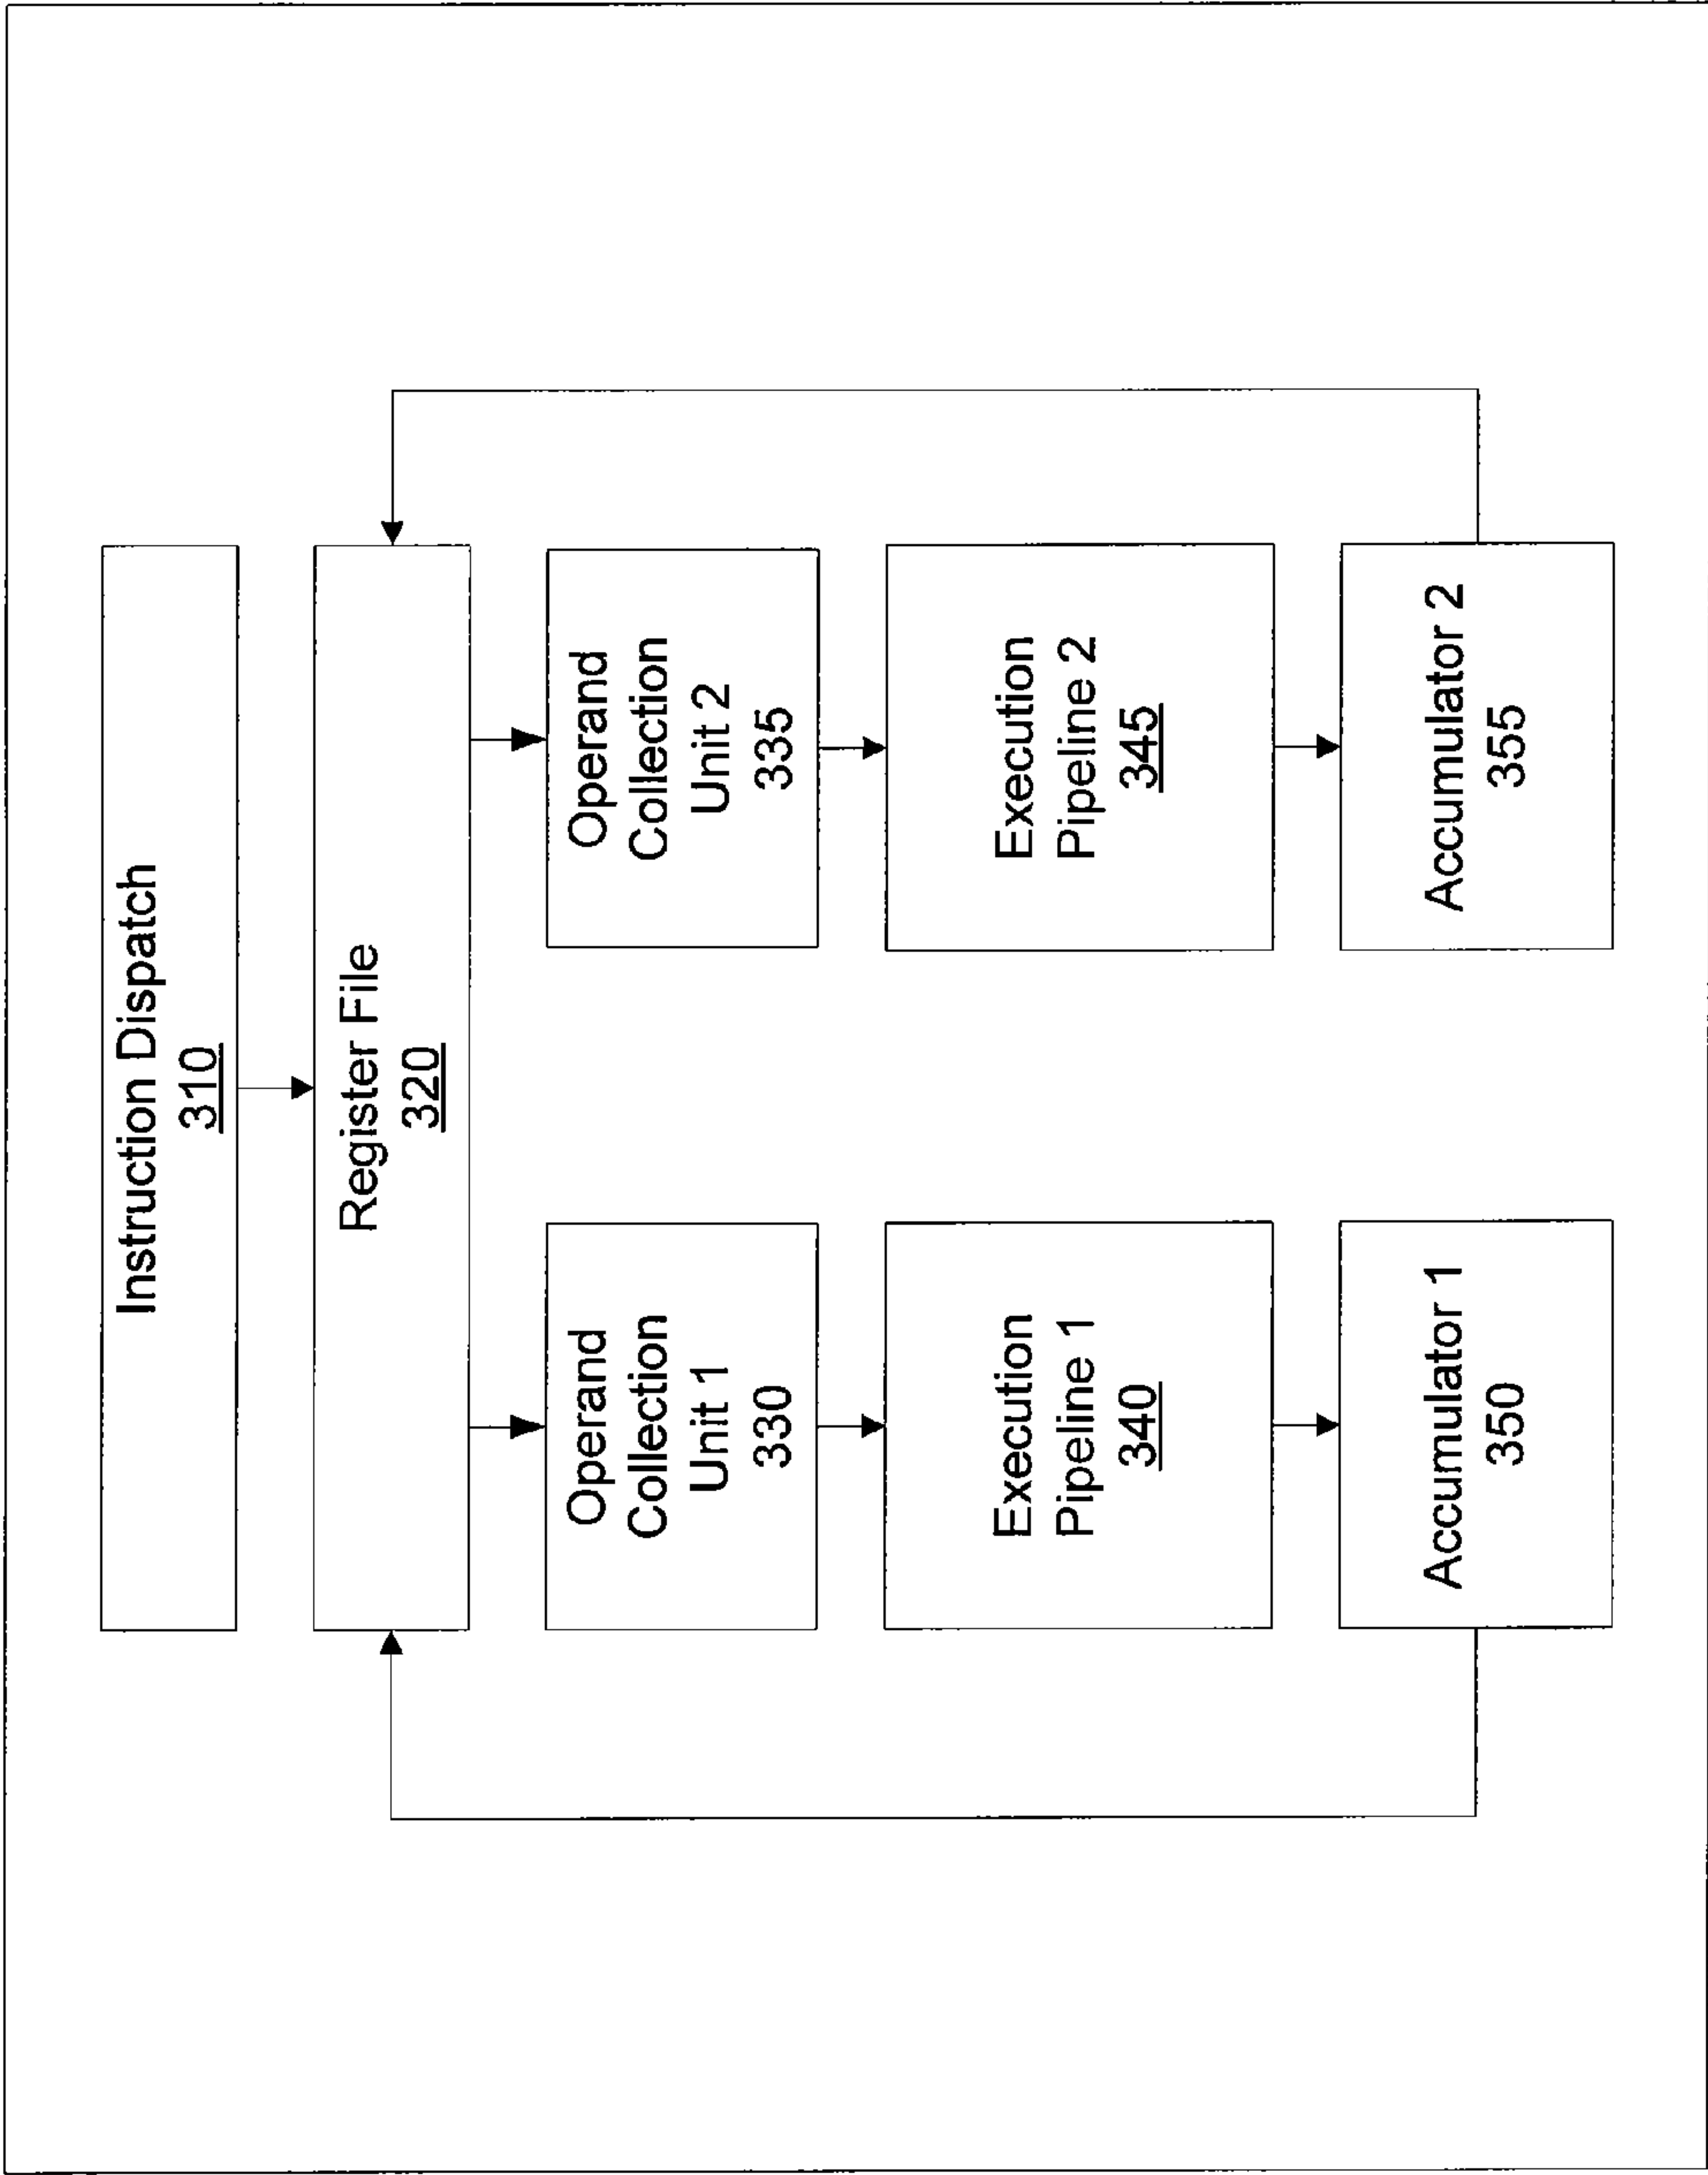 Instruction Dispatch
310
Register File
320
Operand
Collection
Unit 1
330
Operand
Collection
Unit 2
335
Execution
Pipeline 1
340
Execution
Pipeline 2
345
Accumulator 1
350
Accumulator 2
355